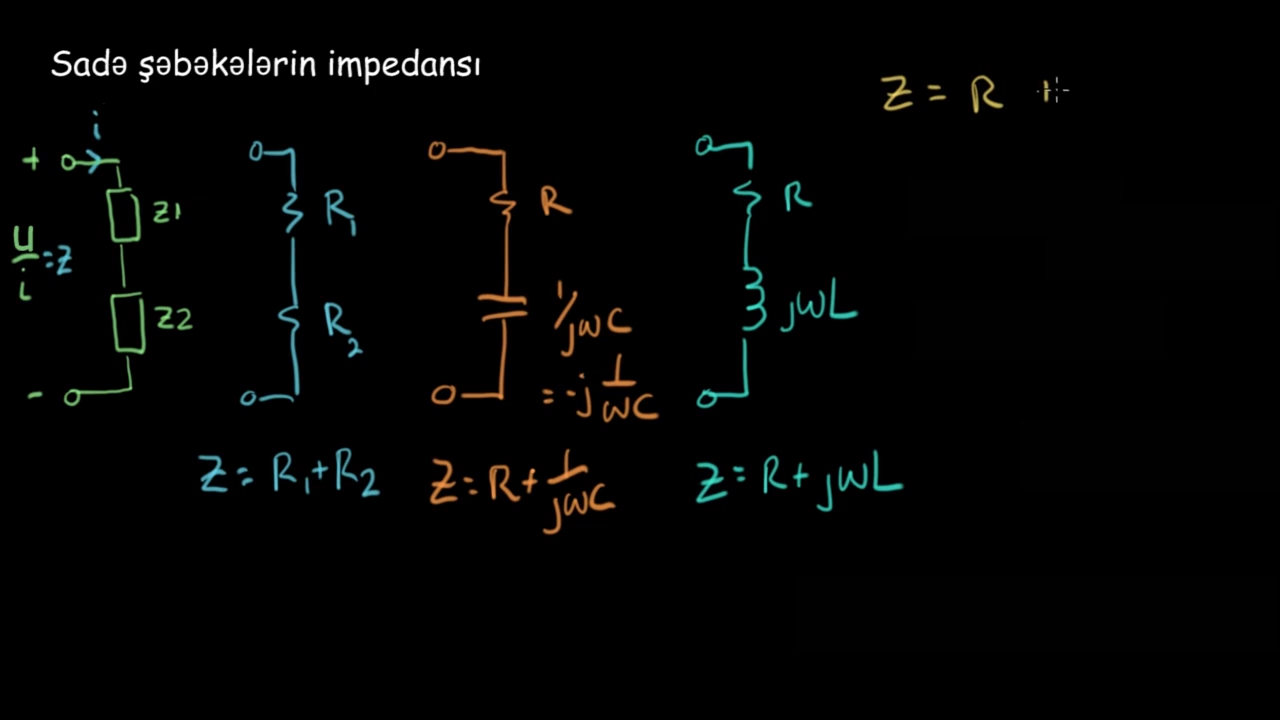 Sadə şəbəkələrin impedansı
Z = R +
i
+
Z1
u/i = Z
Z2
-
R₁
R₂
Z = R₁ + R₂
R
1/jωC
= -j 1/ωC
Z = R + 1/jωC
R
jωL
Z = R + jωL